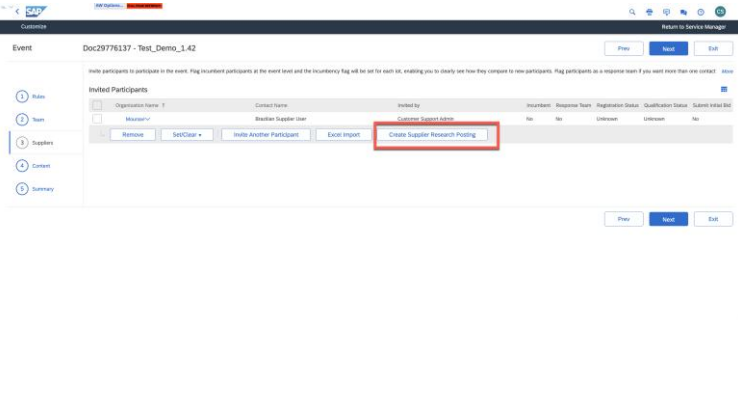 SAP
SW Options...
CS
Customize
Return to Service Manager
Event
Doc29776137 - Test_Demo_1.42
Prev
Next
Exit
Invite participants to participate in the event. Flag incumbent participants at the event level and the incumbency flag will be set for each lot, enabling you to clearly see how they compare to new participants. Flag participants as a response team if you want more than one contact
More
Invited Participants
1 Rules
2 Team
3 Suppliers
4 Content
5 Summary
Organization Name ↑ Contact Name Invited by Incumbent Response Team Registration Status Qualification Status Submit Initial Bid
Brazilian Supplier User Customer Support Admin No No Unknown Unknown No
Remove Set/Clear ▾ Invite Another Participant Excel Import Create Supplier Research Posting
Prev
Next
Exit